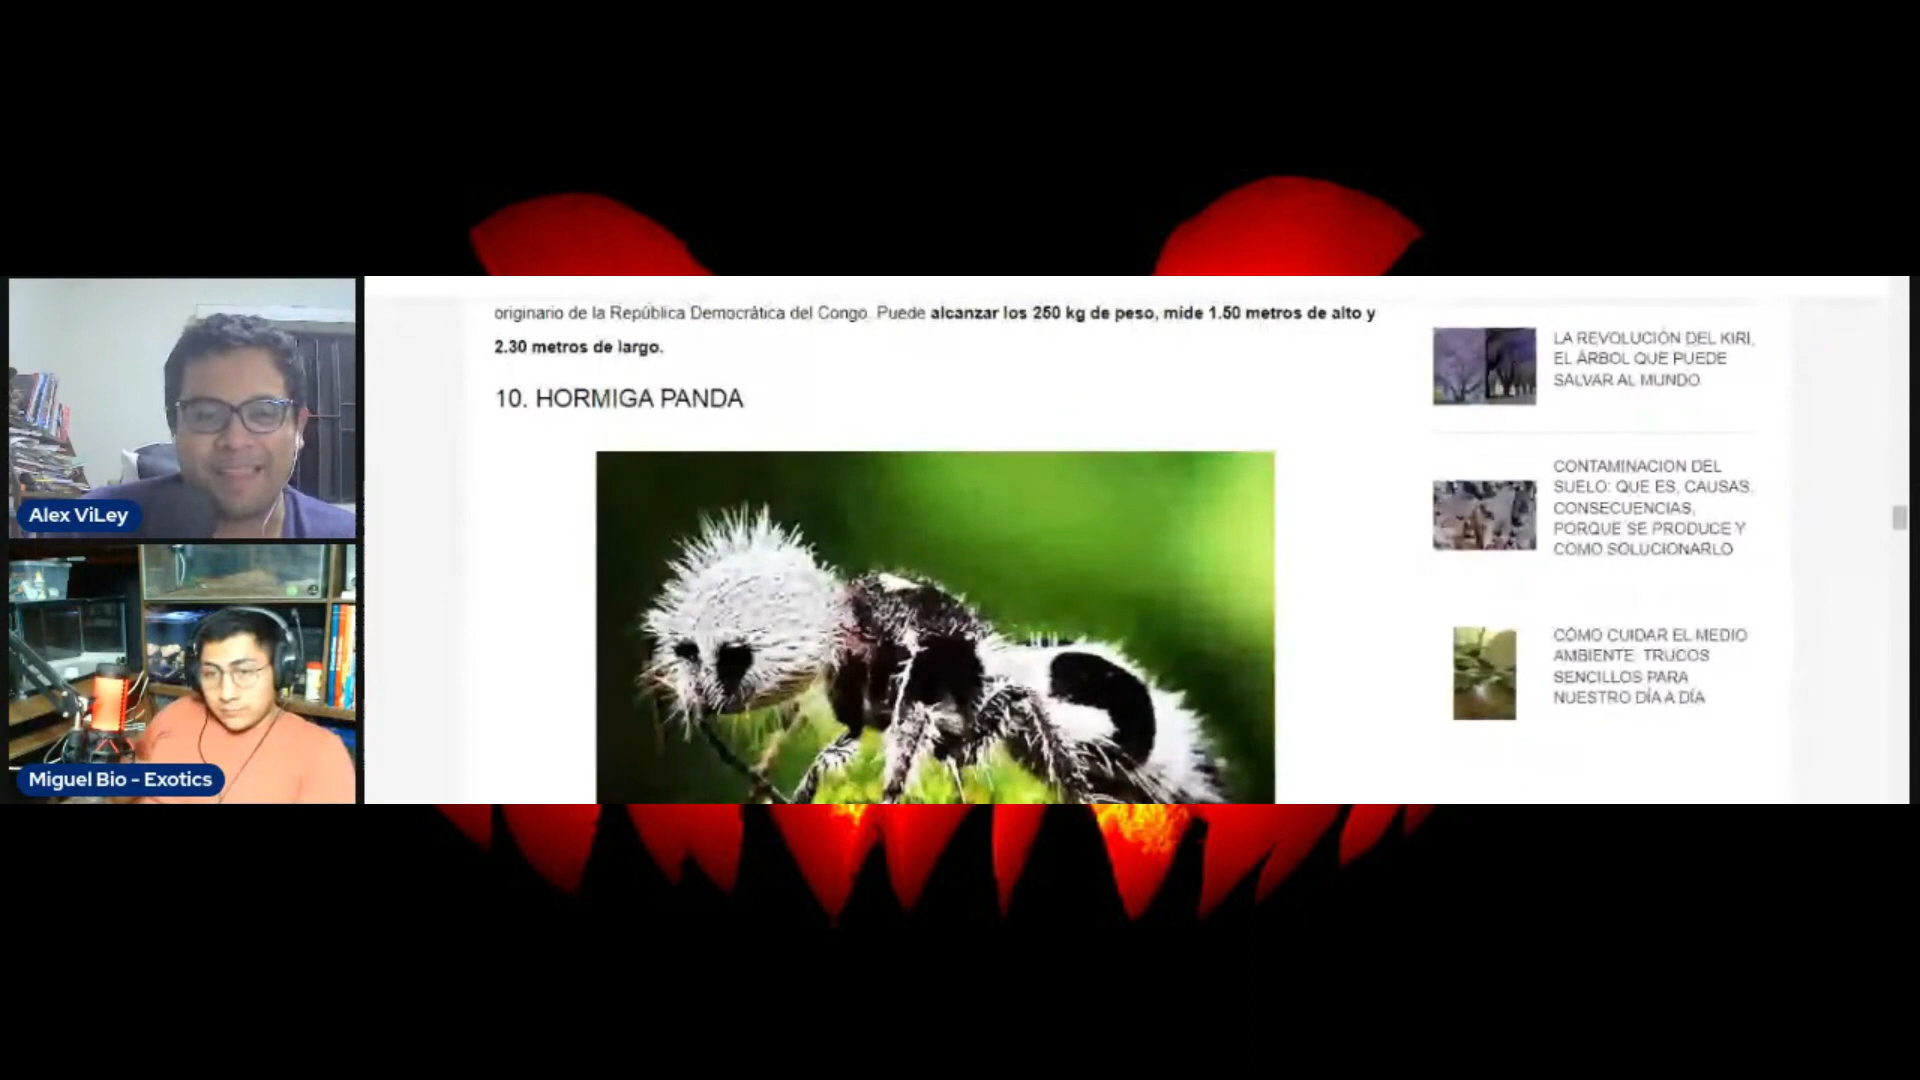 originario de la República Democrática del Congo. Puede alcanzar los 250 kg de peso, mide 1.50 metros de alto y
2.30 metros de largo.
10. HORMIGA PANDA
LA REVOLUCIÓN DEL KIRI,
EL ÁRBOL QUE PUEDE
SALVAR AL MUNDO
CONTAMINACION DEL
SUELO: QUE ES, CAUSAS,
CONSECUENCIAS,
PORQUE SE PRODUCE Y
COMO SOLUCIONARLO
CÓMO CUIDAR EL MEDIO
AMBIENTE: TRUCOS
SENCILLOS PARA
NUESTRO DÍA A DÍA
Alex ViLey
Miguel Bio - Exotics